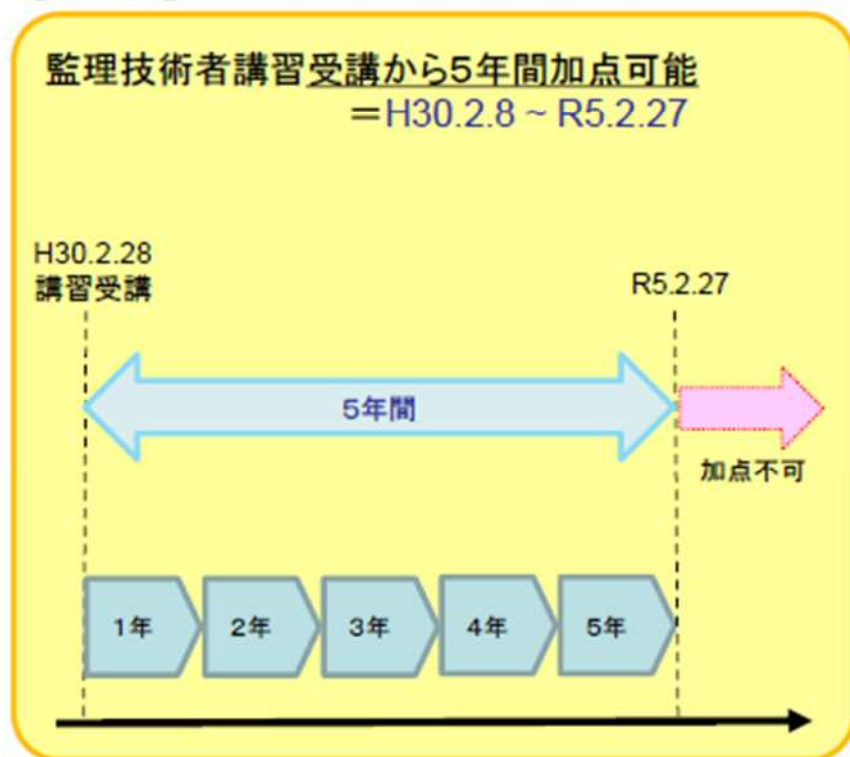 監理技術者講習受講から5年間加点可能
=H30.2.8 ~ R5.2.27
H30.2.28
講習受講
R5.2.27
5年間
加点不可
1年
2年
3年
4年
5年